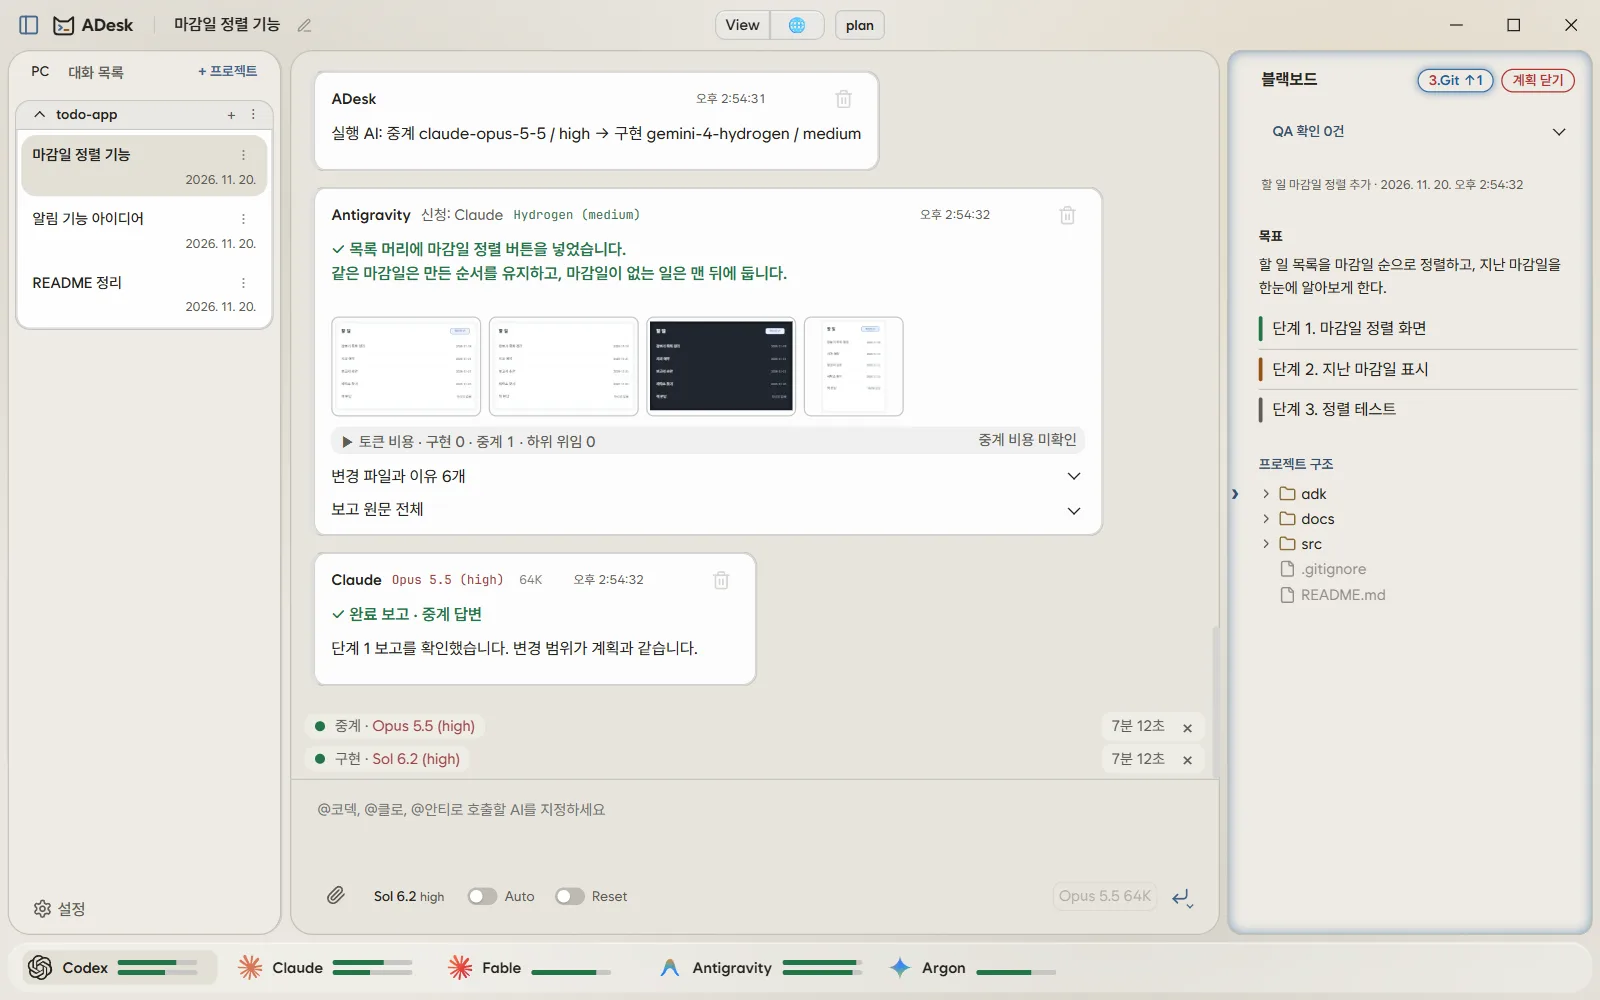 ADesk
마감일 정렬 기능
View
plan
PC
대화 목록
+ 프로젝트
todo-app
마감일 정렬 기능
2026. 11. 20.
알림 기능 아이디어
2026. 11. 20.
README 정리
2026. 11. 20.
설정
ADesk
오후 2:54:31
실행 AI: 중계 claude-opus-5-5 / high → 구현 gemini-4-hydrogen / medium
Antigravity 신청: Claude Hydrogen (medium)
오후 2:54:32
✓ 목록 머리에 마감일 정렬 버튼을 넣었습니다.
같은 마감일은 만든 순서를 유지하고, 마감일이 없는 일은 맨 뒤에 둡니다.
▶ 토큰 비용 · 구현 0 · 중계 1 · 하위 위임 0
중계 비용 미확인
변경 파일과 이유 6개
보고 원문 전체
Claude Opus 5.5 (high) 64K 오후 2:54:32
✓ 완료 보고 · 중계 답변
단계 1 보고를 확인했습니다. 변경 범위가 계획과 같습니다.
중계 · Opus 5.5 (high)
7분 12초
구현 · Sol 6.2 (high)
7분 12초
@코덱, @클로, @안티로 호출할 AI를 지정하세요
Sol 6.2 high
Auto
Reset
Opus 5.5 64K
블랙보드
3.Git ↑1
계획 닫기
QA 확인 0건
할 일 마감일 정렬 추가 · 2026. 11. 20. 오후 2:54:32
목표
할 일 목록을 마감일 순으로 정렬하고, 지난 마감일을
한눈에 알아보게 한다.
단계 1. 마감일 정렬 화면
단계 2. 지난 마감일 표시
단계 3. 정렬 테스트
프로젝트 구조
adk
docs
src
.gitignore
README.md
Codex
Claude
Fable
Antigravity
Argon